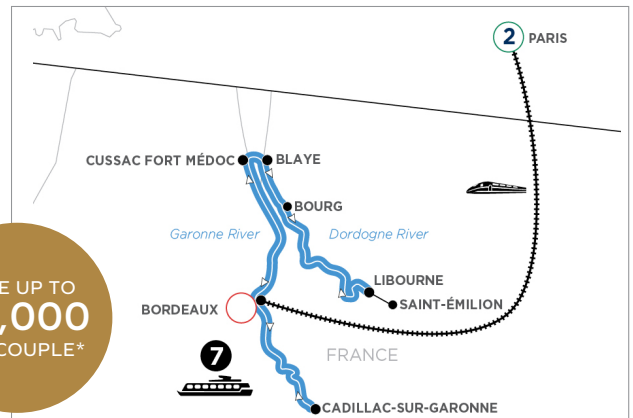 2 PARIS
CUSSAC FORT MÉDOC
BLAYE
BOURG
Garonne River
Dordogne River
LIBOURNE
SAINT-ÉMILION
BORDEAUX
UP TO
,000
COUPLE*
7
FRANCE
CADILLAC-SUR-GARONNE